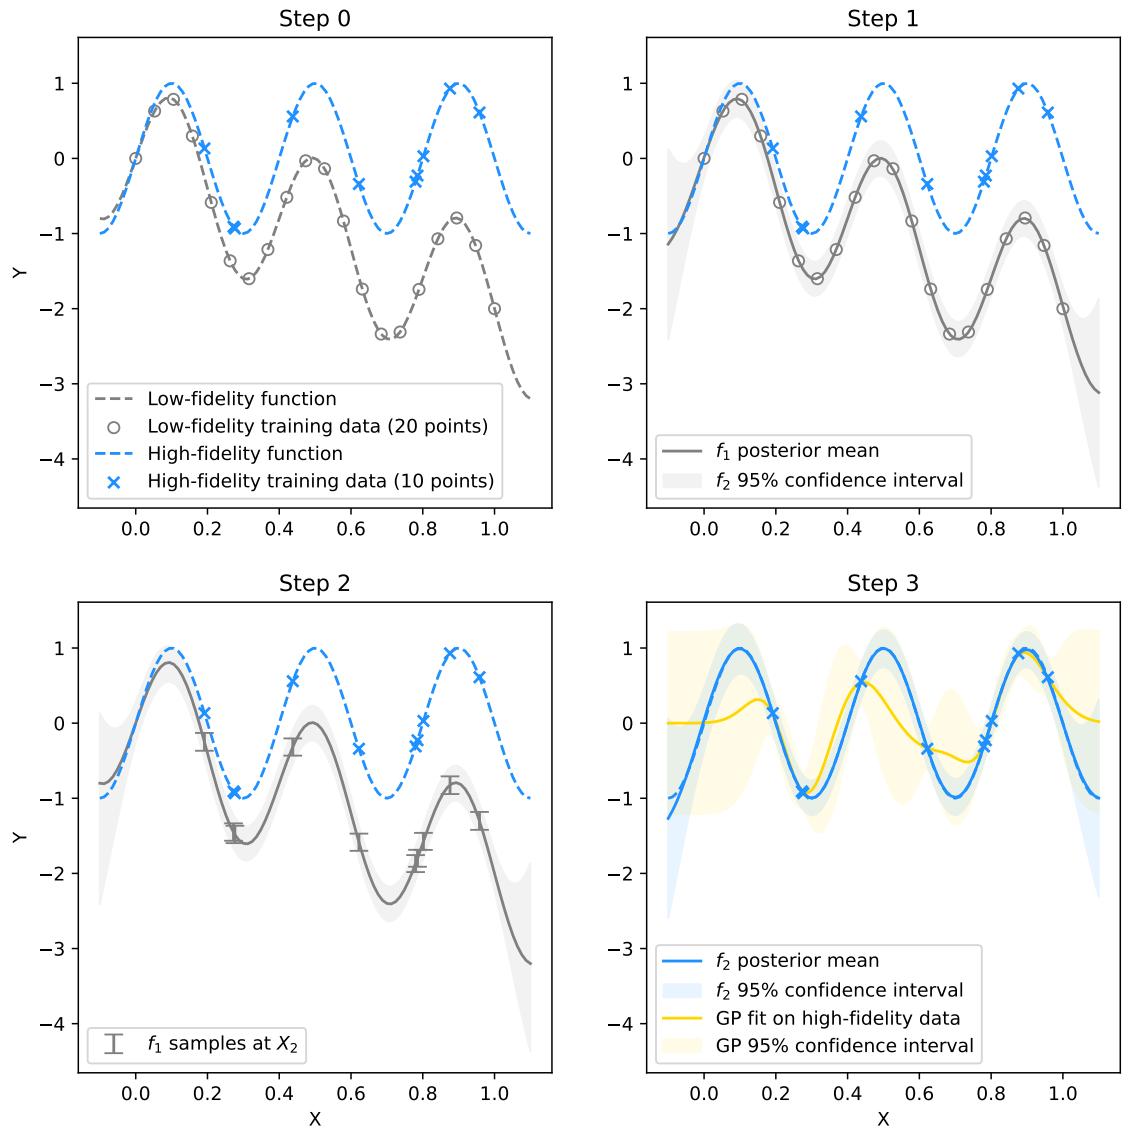 Step 0
1
0
−1
−2
−3
−4
Y
Low-fidelity function
Low-fidelity training data (20 points)
High-fidelity function
High-fidelity training data (10 points)
0.0 0.2 0.4 0.6 0.8 1.0
Step 1
1
0
−1
−2
−3
−4
f1 posterior mean
f2 95% confidence interval
0.0 0.2 0.4 0.6 0.8 1.0
Step 2
1
0
−1
−2
−3
−4
Y
f1 samples at X2
0.0 0.2 0.4 0.6 0.8 1.0
X
Step 3
1
0
−1
−2
−3
−4
f2 posterior mean
f2 95% confidence interval
GP fit on high-fidelity data
GP 95% confidence interval
0.0 0.2 0.4 0.6 0.8 1.0
X